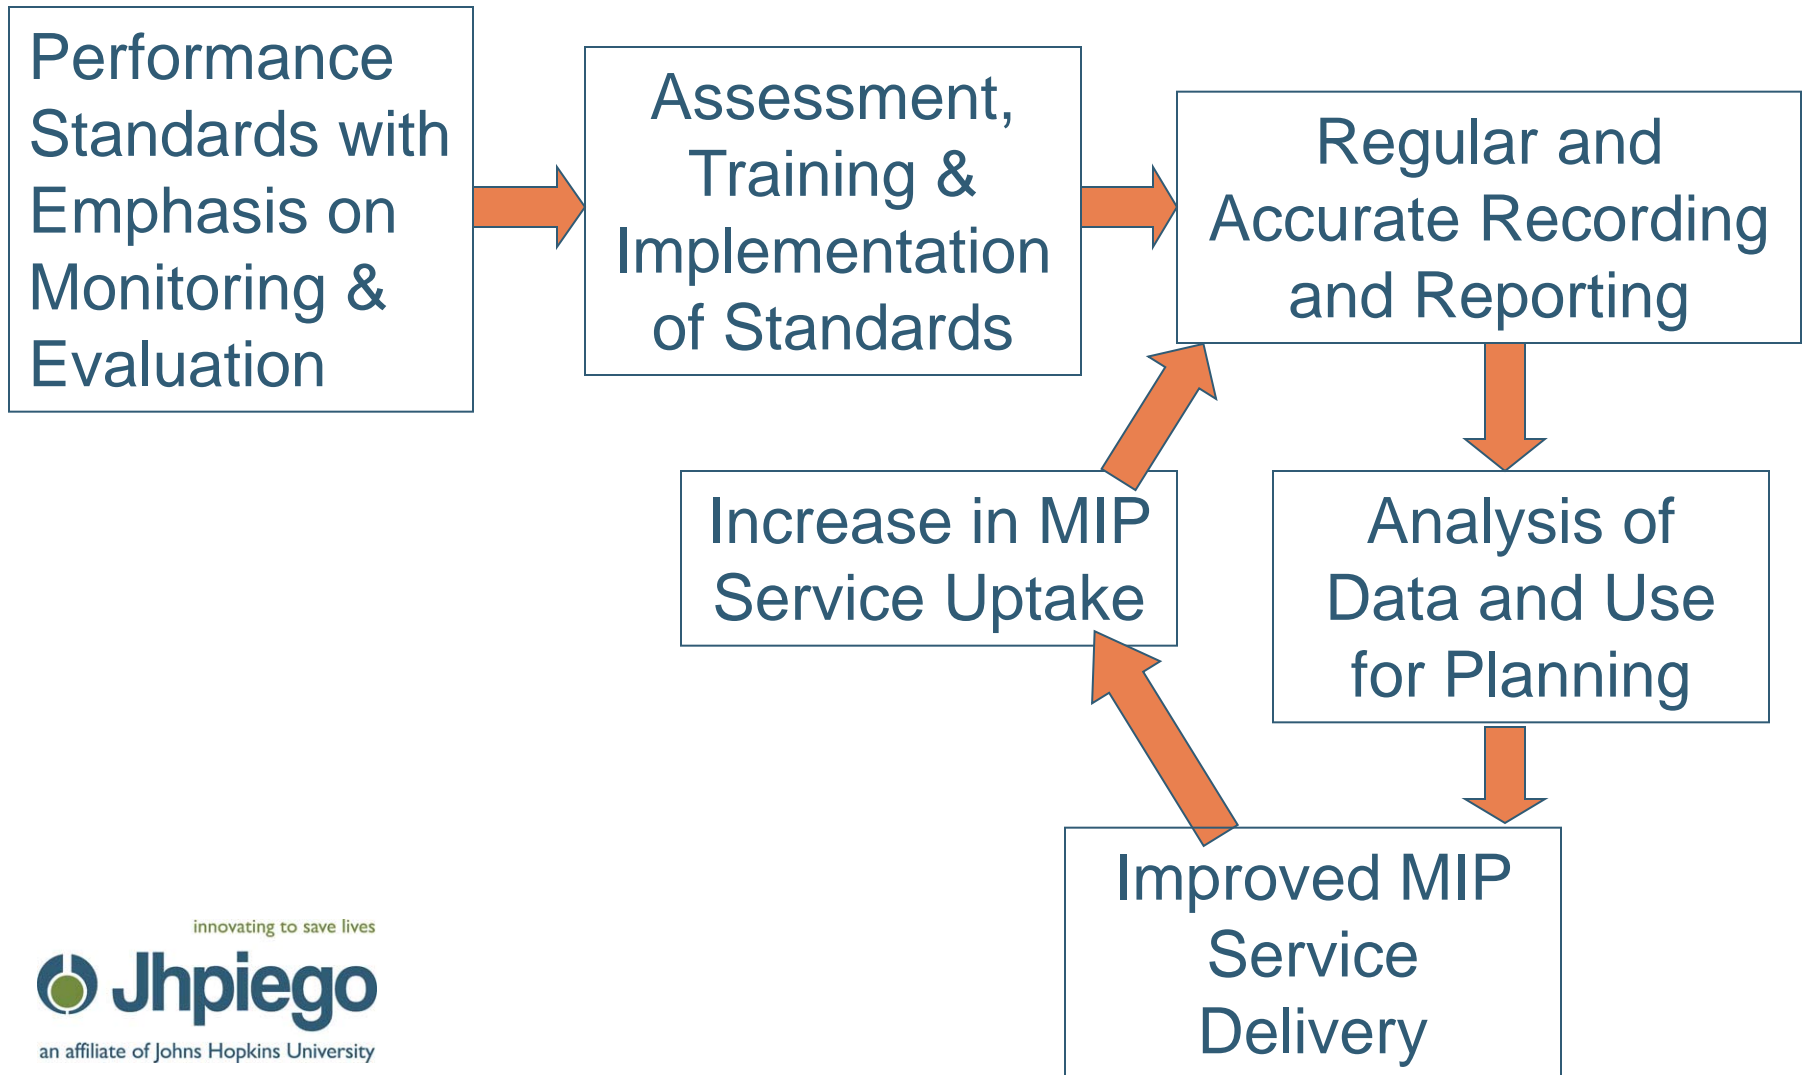 Performance
Standards with
Emphasis on
Monitoring &
Evaluation
Assessment,
Training &
Implementation
of Standards
Regular and
Accurate Recording
and Reporting
Increase in MIP
Service Uptake
Analysis of
Data and Use
for Planning
Improved MIP
Service
Delivery
innovating to save lives
Jhpiego
an affiliate of Johns Hopkins University